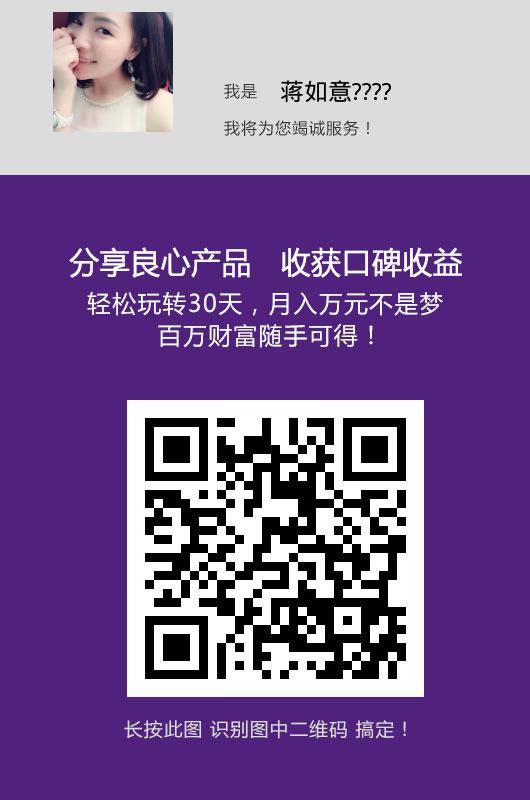 我是 蒋如意????
我将为您竭诚服务！
分享良心产品 收获口碑收益
轻松玩转30天，月入万元不是梦
百万财富随手可得！
长按此图 识别图中二维码 搞定！